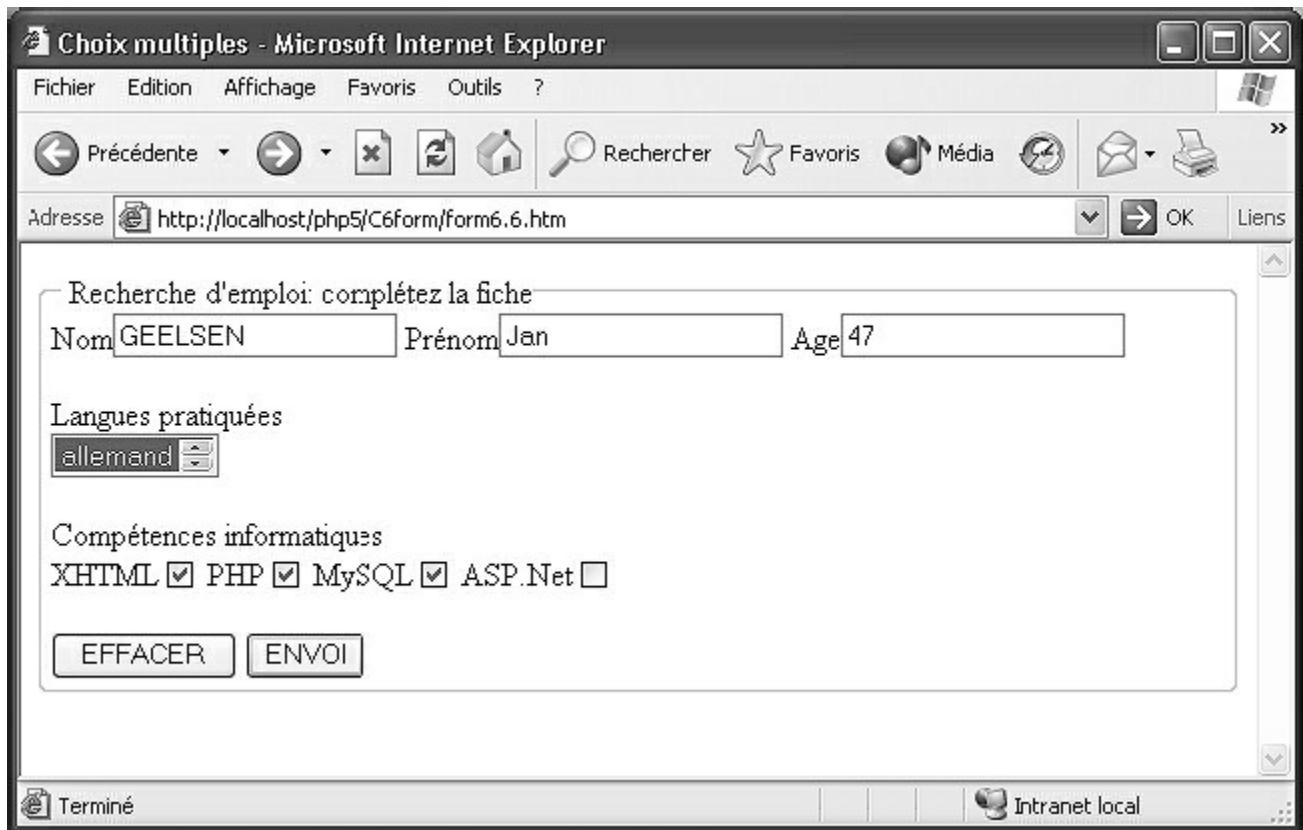 Choix multiples - Microsoft Internet Explorer
Fichier Edition Affichage Favoris Outils ?
Précédente Rechercher Favoris Média »
Adresse http://localhost/php5/C6form/form6.6.htm OK Liens
Recherche d'emploi: complétez la fiche
Nom GEELSEN Prénom Jan Age 47
Langues pratiquées
allemand
Compétences informatiques
XHTML PHP MySQL ASP.Net
EFFACER ENVOI
Terminé Intranet local